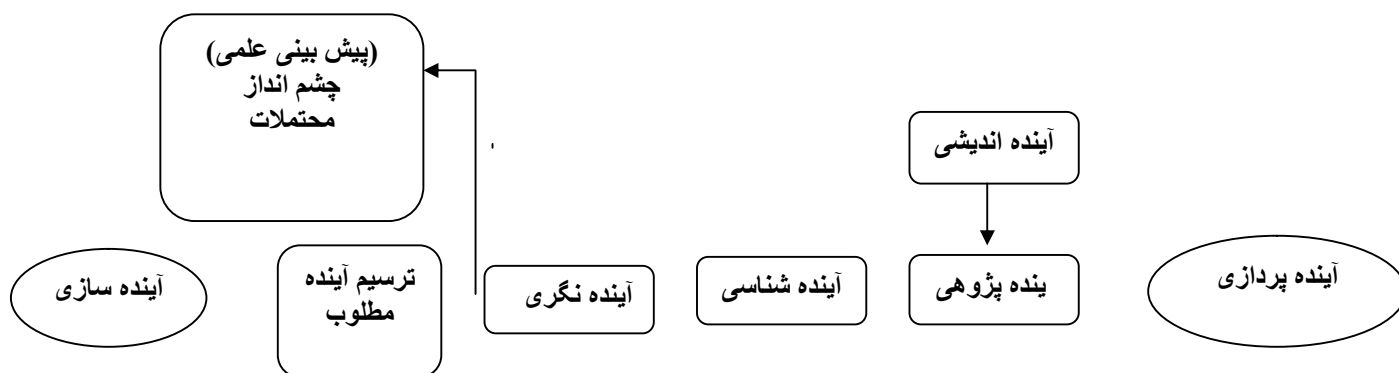 (پیش بینی علمی)
چشم انداز
محتملات
آینده اندیشی
آینده پردازی
ینده پژوهی
آینده شناسی
آینده نگری
ترسیم آینده
مطلوب
آینده سازی